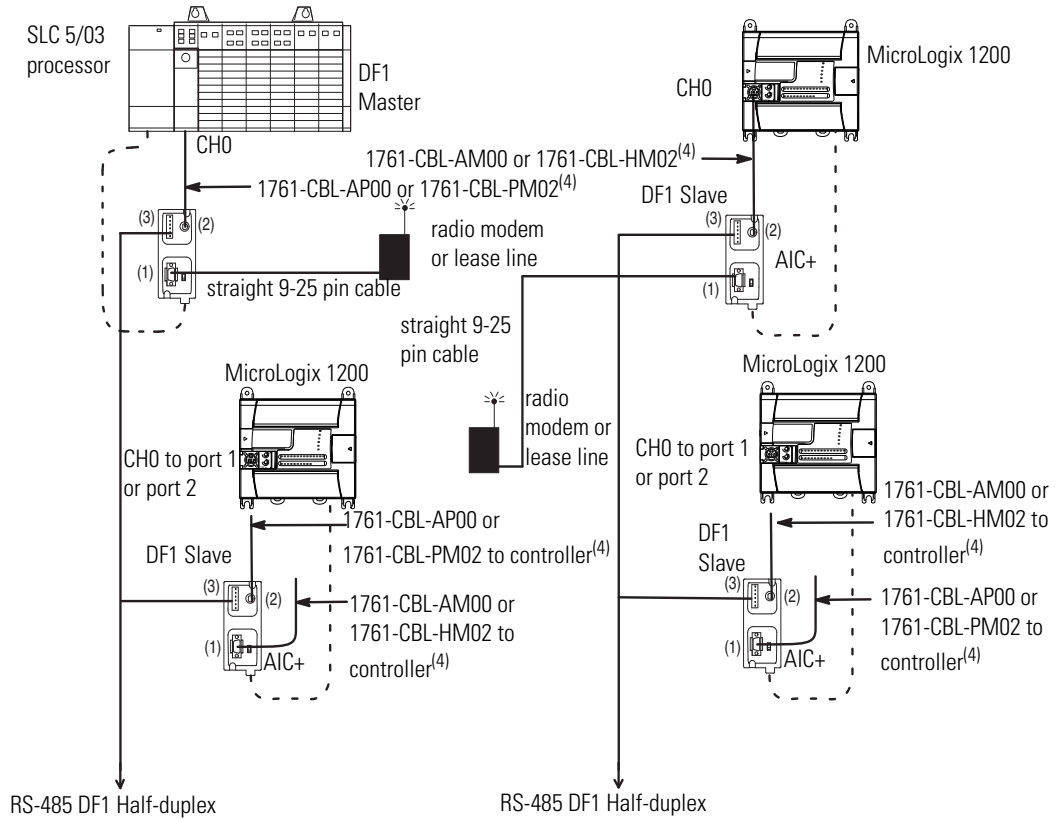 SLC 5/03
processor
DF1
Master
CH0
MicroLogix 1200
CH0
1761-CBL-AM00 or 1761-CBL-HM02(4)
1761-CBL-AP00 or 1761-CBL-PM02(4)
DF1 Slave
(3)
(2)
(1)
radio modem
or lease line
straight 9-25 pin cable
(3)
(2)
AIC+
(1)
straight 9-25
pin cable
radio
modem or
lease line
MicroLogix 1200
CH0 to port 1
or port 2
1761-CBL-AP00 or
1761-CBL-PM02 to controller(4)
DF1 Slave
(3)
(2)
(1)
AIC+
1761-CBL-AM00 or
1761-CBL-HM02 to
controller(4)
MicroLogix 1200
CH0 to port 1
or port 2
1761-CBL-AM00 or
1761-CBL-HM02 to
controller(4)
DF1
Slave
(3)
(2)
(1)
AIC+
1761-CBL-AP00 or
1761-CBL-PM02 to
controller(4)
RS-485 DF1 Half-duplex
RS-485 DF1 Half-duplex